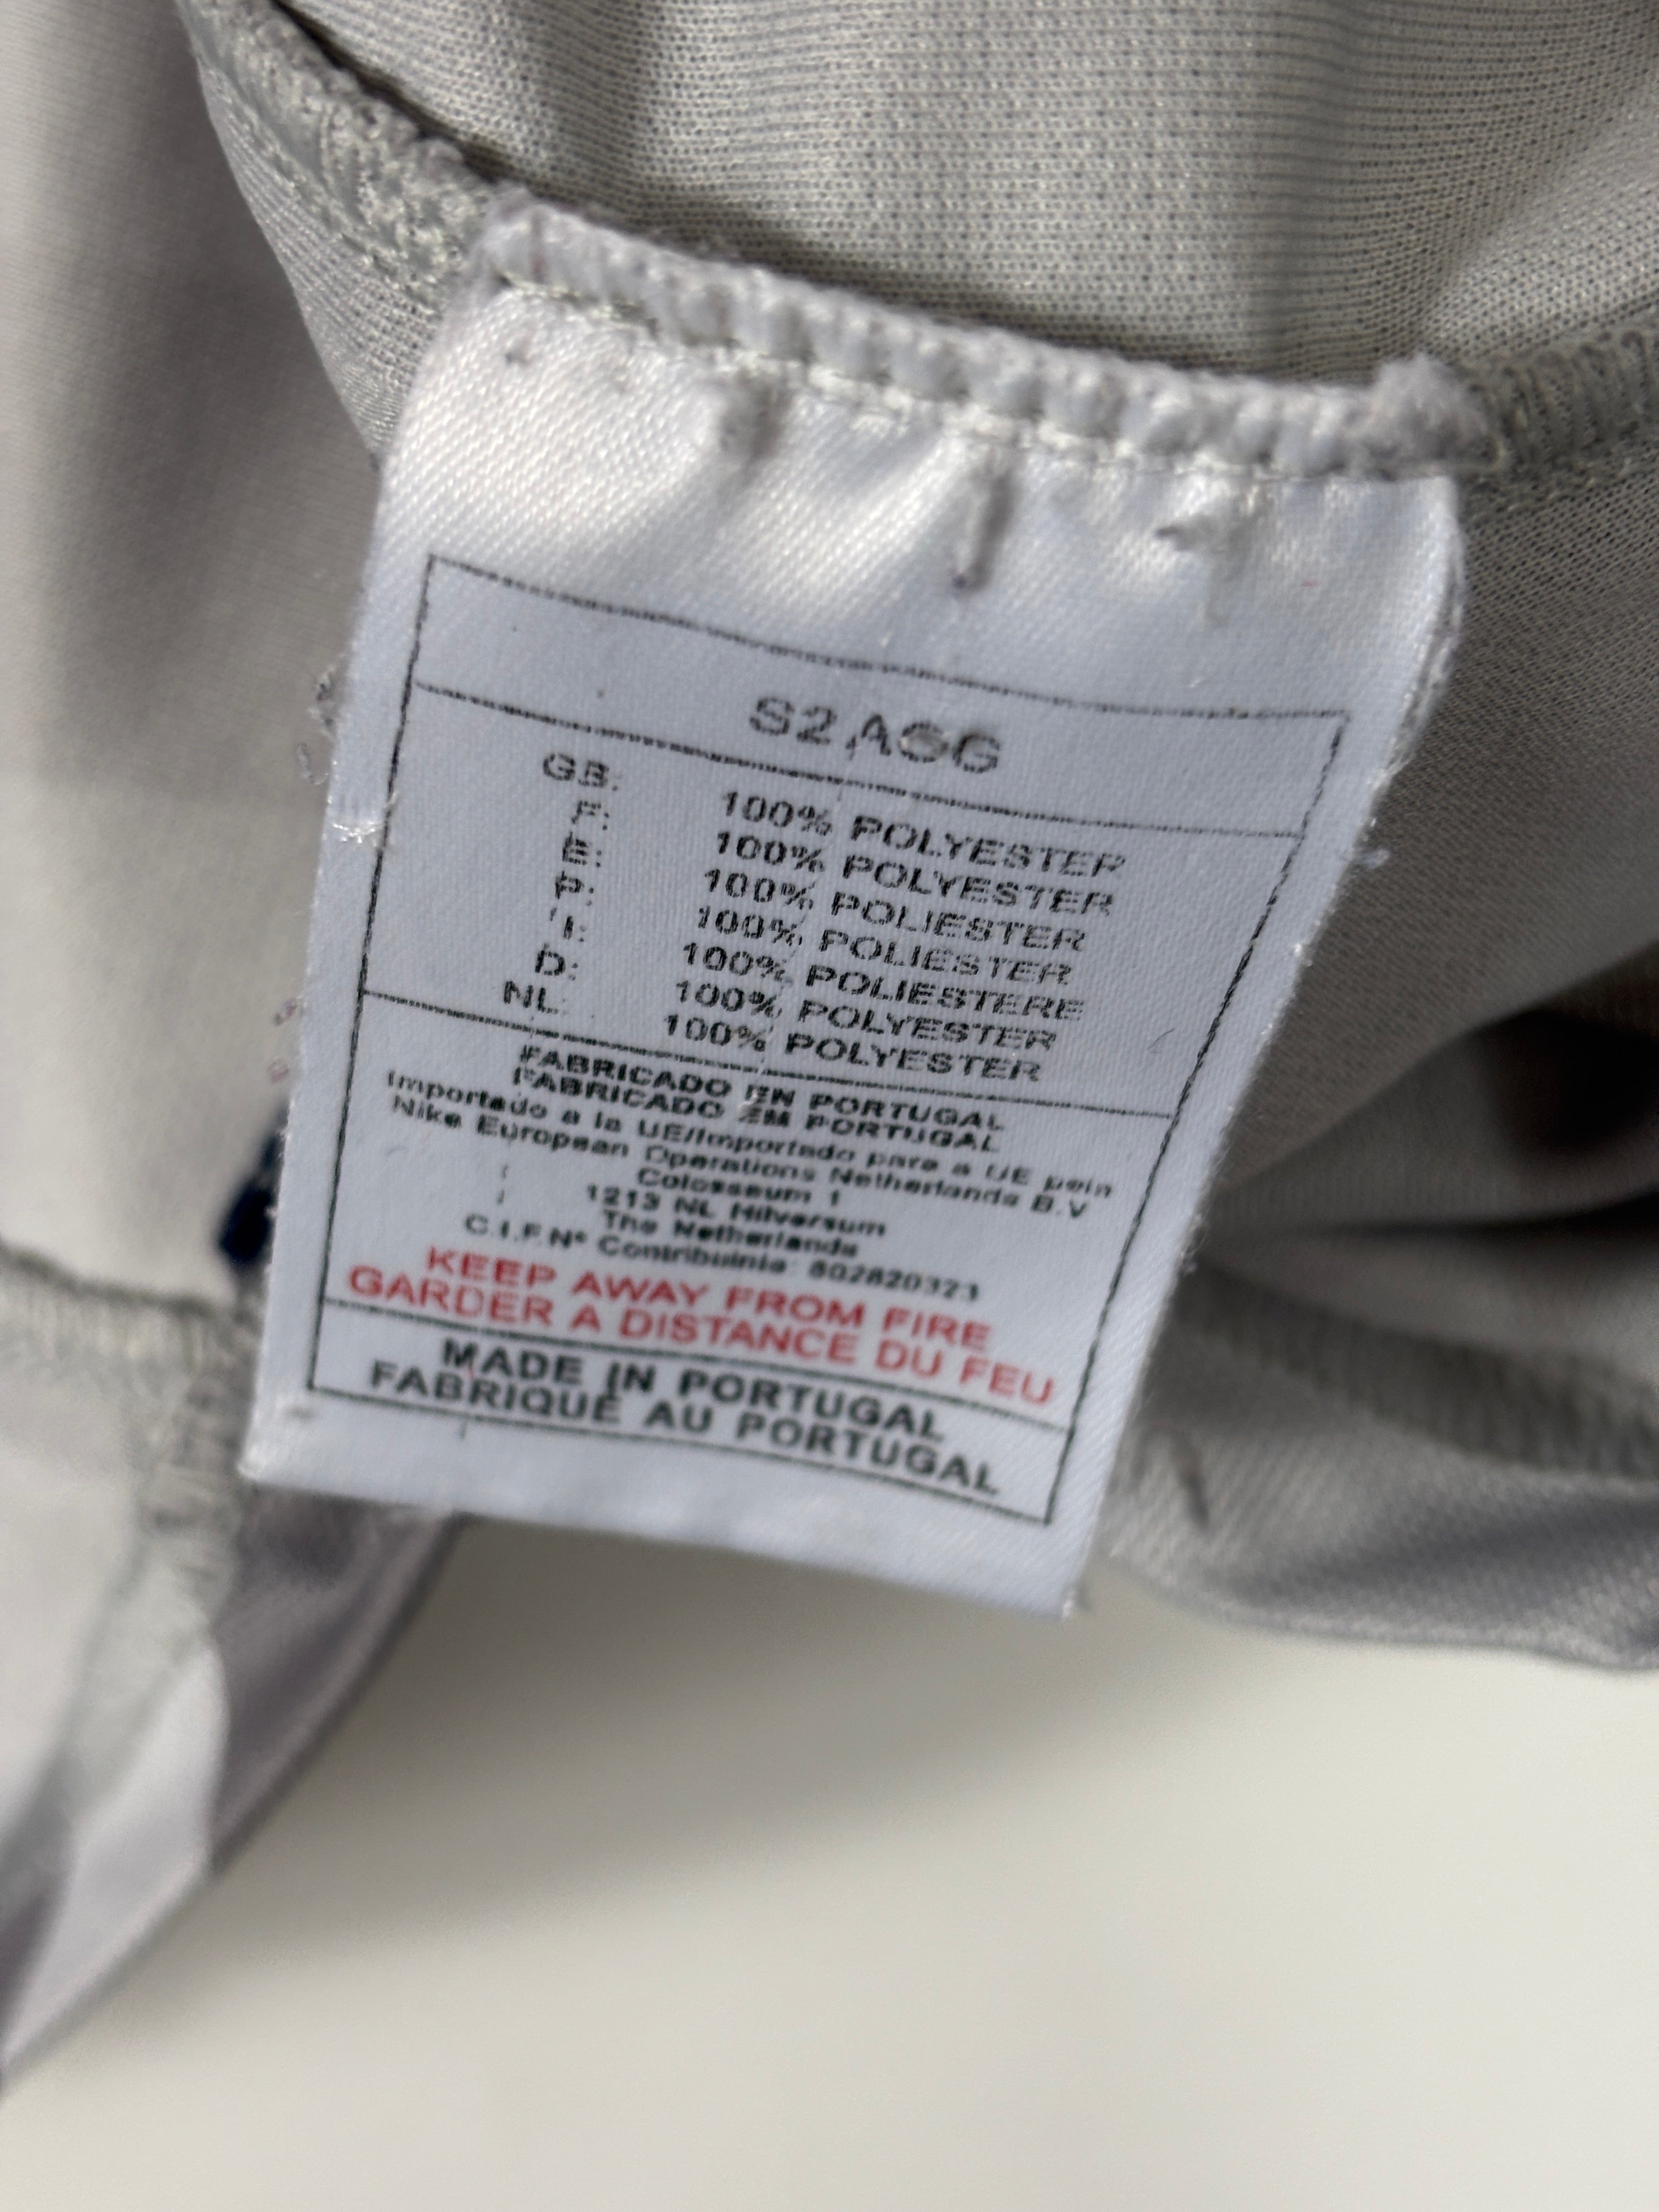 S2 ASG
GB: 100% POLYESTER
F: 100% POLYESTER
E: 100% POLIESTER
P: 100% POLIESTER
I: 100% POLIESTERE
D: 100% POLYESTER
NL: 100% POLYESTER
FABRICADO EN PORTUGAL
FABRICADO EM PORTUGAL
Importado a la UE/Importado para a UE
Nike European Operations Netherlands B.V
Colosseum 1
1213 NL Hilversum
The Netherlands
C.I.F.Nº Contribuinte: 802820323
KEEP AWAY FROM FIRE
GARDER A DISTANCE DU FEU
MADE IN PORTUGAL
FABRIQUÉ AU PORTUGAL